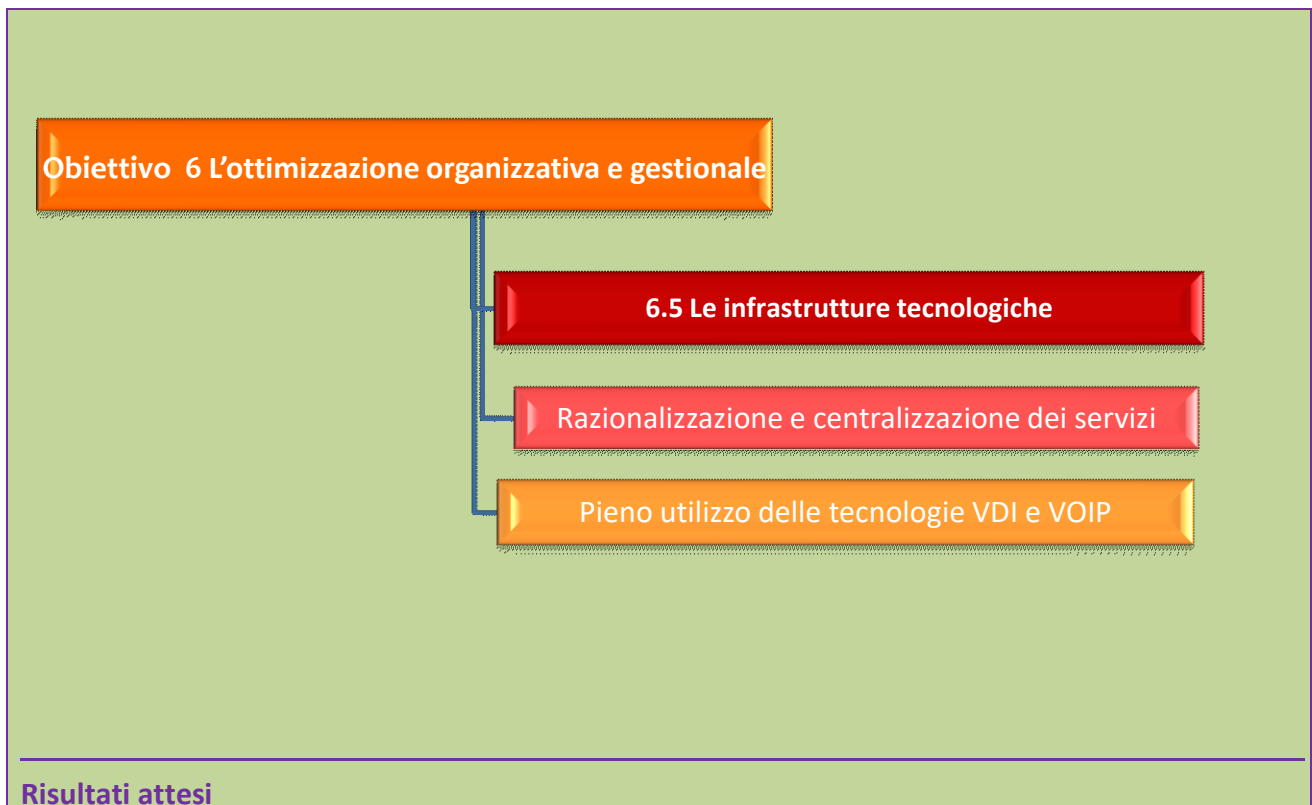 Obiettivo 6 L'ottimizzazione organizzativa e gestionale
6.5 Le infrastrutture tecnologiche
Razionalizzazione e centralizzazione dei servizi
Pieno utilizzo delle tecnologie VDI e VOIP
Risultati attesi